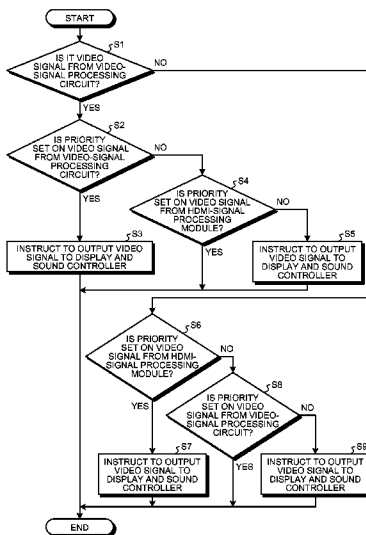 START
S1
IS IT VIDEO
SIGNAL FROM VIDEO-
SIGNAL PROCESSING
CIRCUIT?
NO
YES
S2
IS PRIORITY
SET ON VIDEO SIGNAL
FROM VIDEO-SIGNAL
PROCESSING
CIRCUIT?
NO
YES
S4
IS PRIORITY
SET ON VIDEO SIGNAL
FROM HDMI-SIGNAL
PROCESSING
MODULE?
NO
YES
S3
INSTRUCT TO OUTPUT VIDEO
SIGNAL TO DISPLAY AND
SOUND CONTROLLER
S5
INSTRUCT TO OUTPUT
VIDEO SIGNAL TO
DISPLAY AND SOUND
CONTROLLER
S6
IS PRIORITY
SET ON VIDEO
SIGNAL FROM HDMI-
SIGNAL PROCESSING
MODULE?
NO
YES
S8
IS PRIORITY
SET ON VIDEO
SIGNAL FROM VIDEO-
SIGNAL PROCESSING
CIRCUIT?
NO
YES
S7
INSTRUCT TO OUTPUT
VIDEO SIGNAL TO
DISPLAY AND SOUND
CONTROLLER
S9
INSTRUCT TO OUTPUT
VIDEO SIGNAL TO
DISPLAY AND SOUND
CONTROLLER
END